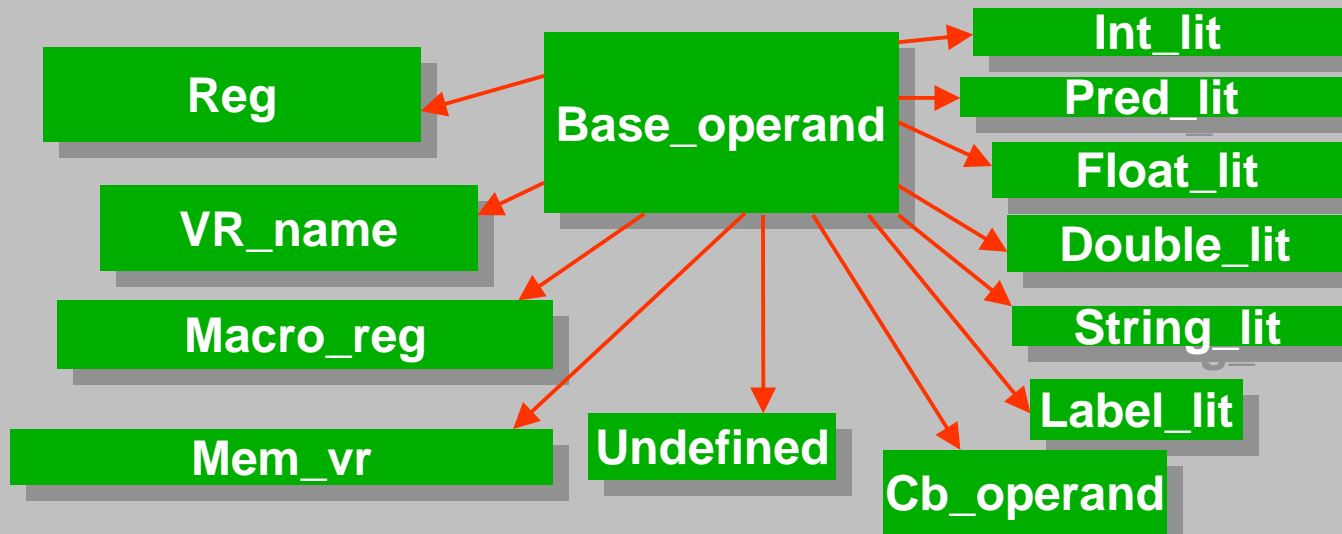 Reg
Base_operand
Int_lit
Pred_lit
Float_lit
VR_name
Double_lit
Macro_reg
String_lit
Label_lit
Mem_vr
Undefined
Cb_operand